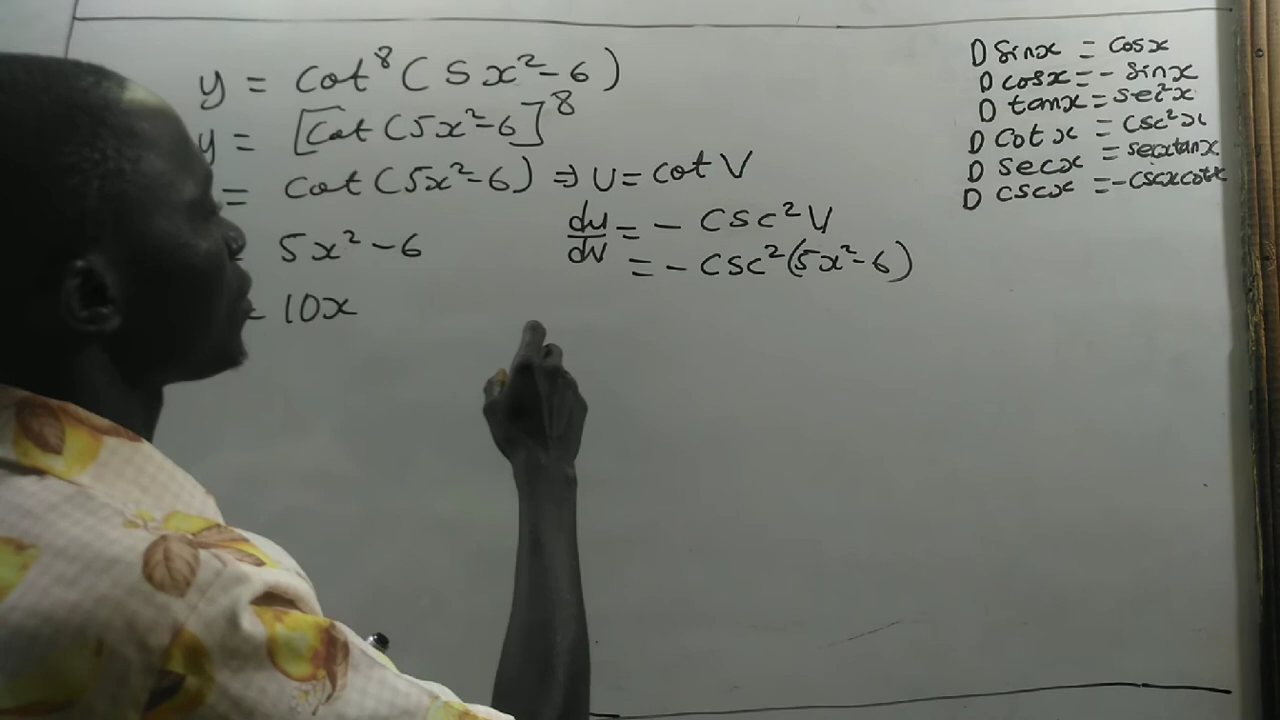 y = cot⁸(5x²-6)
y = [cot(5x²-6]⁸
= cot(5x²-6) ⇒ U = cot V
5x²-6
10x
du/dv = - csc²V
= - csc²(5x²-6)
D sinx = cosx
D cosx = - sinx
D tanx = sec²x
D cotx = csc²x
D secx = secxtanx
D cscx = -cscxcotx